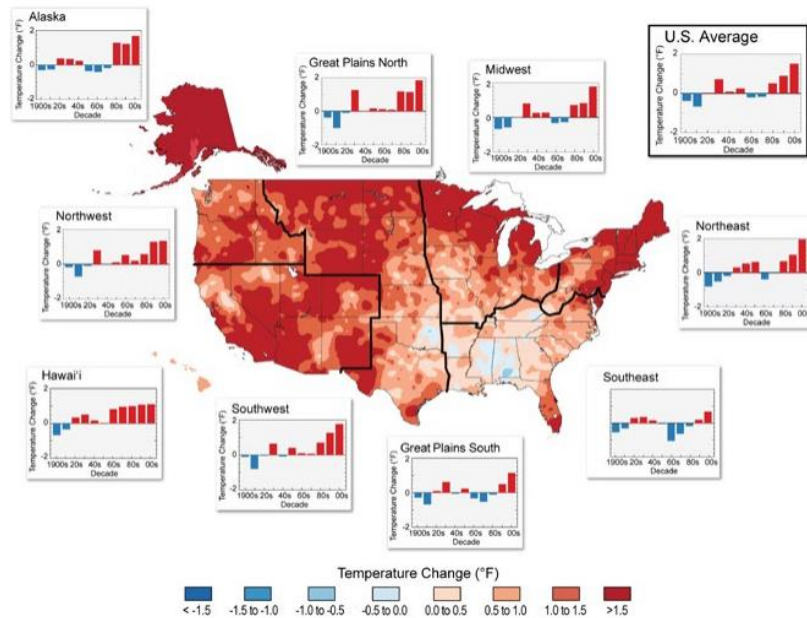 Alaska
Temperature Change (°F)
2
0
-2
1900s 20s 40s 60s 80s 00s
Decade
Great Plains North
Temperature Change (°F)
2
0
-2
1900s 20s 40s 60s 80s 00s
Decade
Midwest
Temperature Change (°F)
2
0
-2
1900s 20s 40s 60s 80s 00s
Decade
U.S. Average
Temperature Change (°F)
2
0
-2
1900s 20s 40s 60s 80s 00s
Decade
Northwest
Temperature Change (°F)
2
0
-2
1900s 20s 40s 60s 80s 00s
Decade
Northeast
Temperature Change (°F)
2
0
-2
1900s 20s 40s 60s 80s 00s
Decade
Hawai'i
Temperature Change (°F)
2
0
-2
1900s 20s 40s 60s 80s 00s
Decade
Southwest
Temperature Change (°F)
2
0
-2
1900s 20s 40s 60s 80s 00s
Decade
Great Plains South
Temperature Change (°F)
2
0
-2
1900s 20s 40s 60s 80s 00s
Decade
Southeast
Temperature Change (°F)
2
0
-2
1900s 20s 40s 60s 80s 00s
Decade
Temperature Change (°F)
< -1.5 -1.5 to -1.0 -1.0 to -0.5 -0.5 to 0.0 0.0 to 0.5 0.5 to 1.0 1.0 to 1.5 >1.5